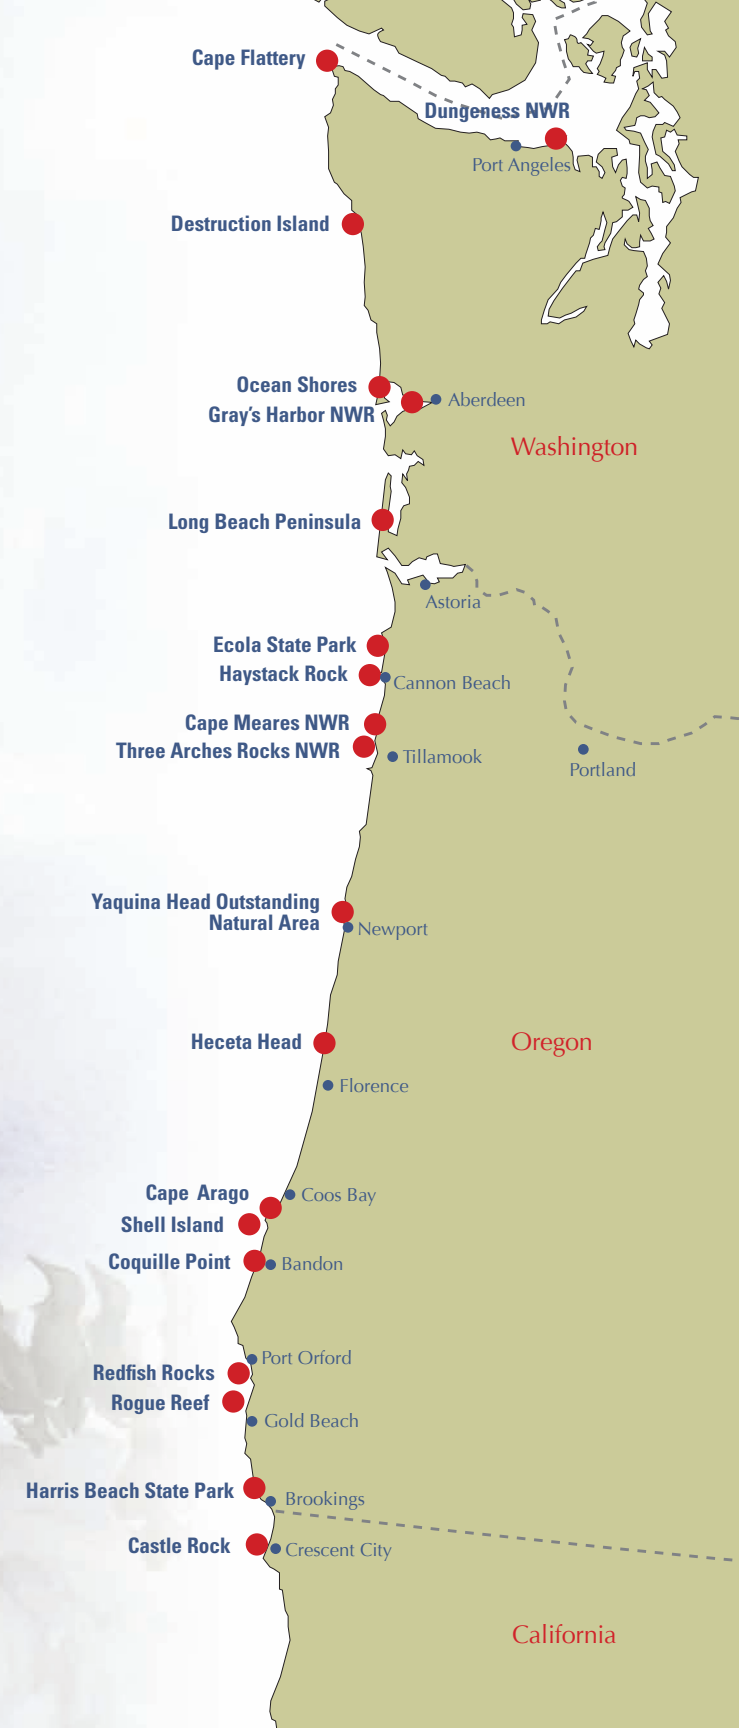 Cape Flattery
Dungeness NWR
Port Angeles
Destruction Island
Ocean Shores
Aberdeen
Gray's Harbor NWR
Washington
Long Beach Peninsula
Astoria
Ecola State Park
Haystack Rock
Cannon Beach
Cape Meares NWR
Three Arches Rocks NWR
Tillamook
Portland
Yaquina Head Outstanding
Natural Area
Newport
Heceta Head
Oregon
Florence
Cape Arago
Coos Bay
Shell Island
Coquille Point
Bandon
Port Orford
Redfish Rocks
Rogue Reef
Gold Beach
Harris Beach State Park
Brookings
Castle Rock
Crescent City
California